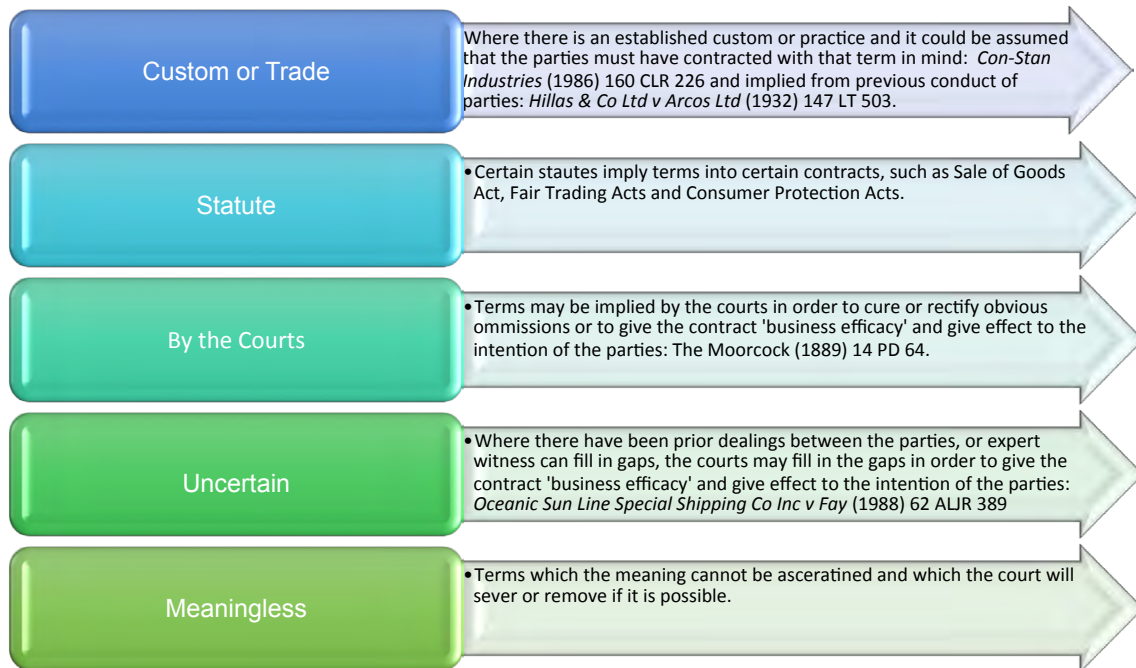 Custom or Trade
Where there is an established custom or practice and it could be assumed
that the parties must have contracted with that term in mind: Con-Stan
Industries (1986) 160 CLR 226 and implied from previous conduct of
parties: Hillas & Co Ltd v Arcos Ltd (1932) 147 LT 503.
Statute
•Certain stautes imply terms into certain contracts, such as Sale of Goods
Act, Fair Trading Acts and Consumer Protection Acts.
By the Courts
•Terms may be implied by the courts in order to cure or rectify obvious
ommissions or to give the contract 'business efficacy' and give effect to the
intention of the parties: The Moorcock (1889) 14 PD 64.
Uncertain
•Where there have been prior dealings between the parties, or expert
witness can fill in gaps, the courts may fill in the gaps in order to give the
contract 'business efficacy' and give effect to the intention of the parties:
Oceanic Sun Line Special Shipping Co Inc v Fay (1988) 62 ALJR 389
Meaningless
•Terms which the meaning cannot be asceratined and which the court will
sever or remove if it is possible.